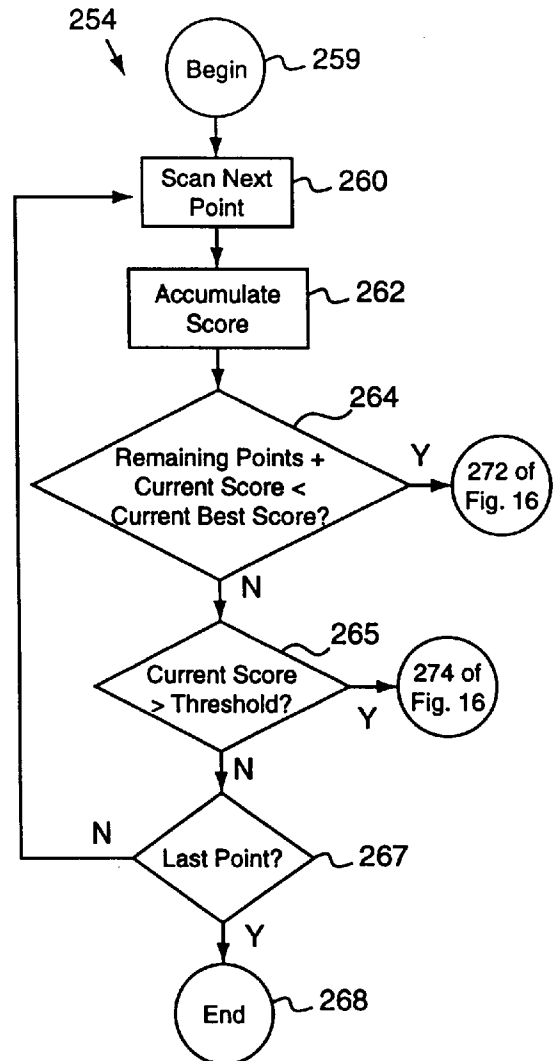 254
Begin
259
Scan Next
Point
260
Accumulate
Score
262
264
Remaining Points +
Current Score <
Current Best Score?
Y
272 of
Fig. 16
N
265
Current Score
> Threshold?
Y
274 of
Fig. 16
N
N
Last Point?
267
Y
End
268